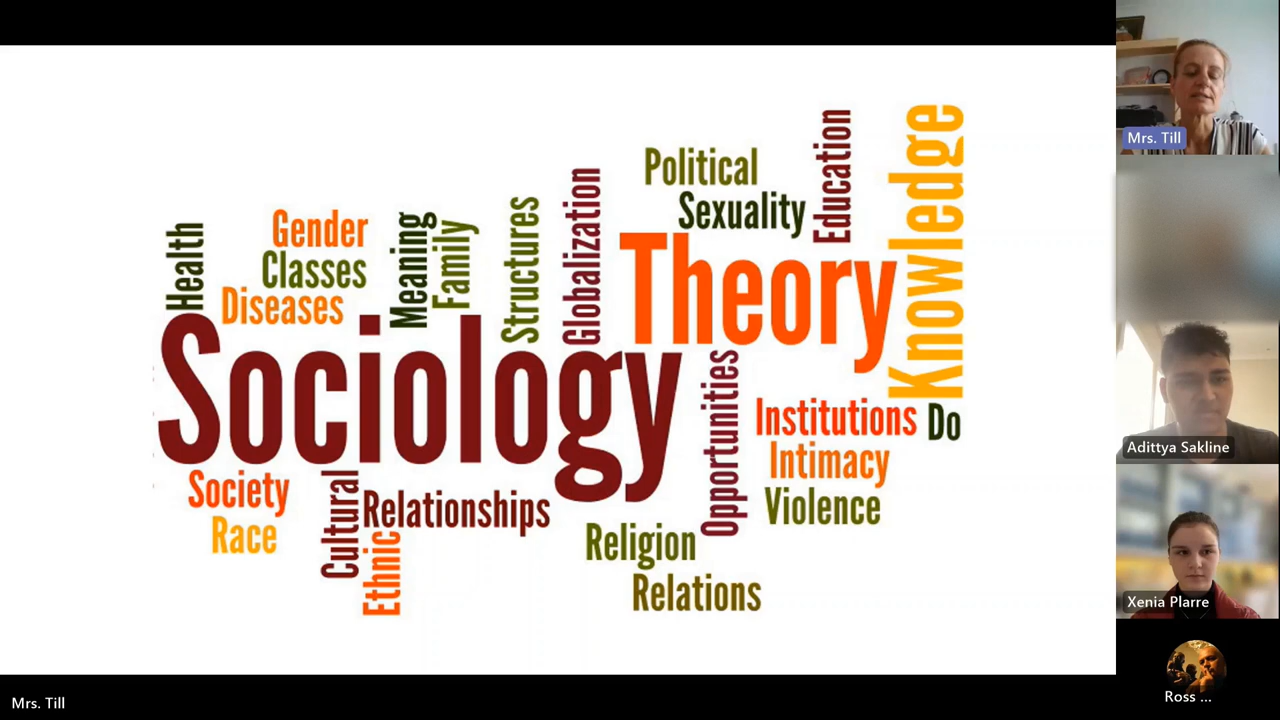 Health
Gender
Classes
Diseases
Meaning
Family
Structures
Globalization
Political
Sexuality
Education
Knowledge
Theory
Sociology
Opportunities
Institutions
Do
Intimacy
Violence
Society
Race
Cultural
Relationships
Ethnic
Religion
Relations
Mrs. Till
Adittya Sakline
Xenia Plarre
Ross ...
Mrs. Till